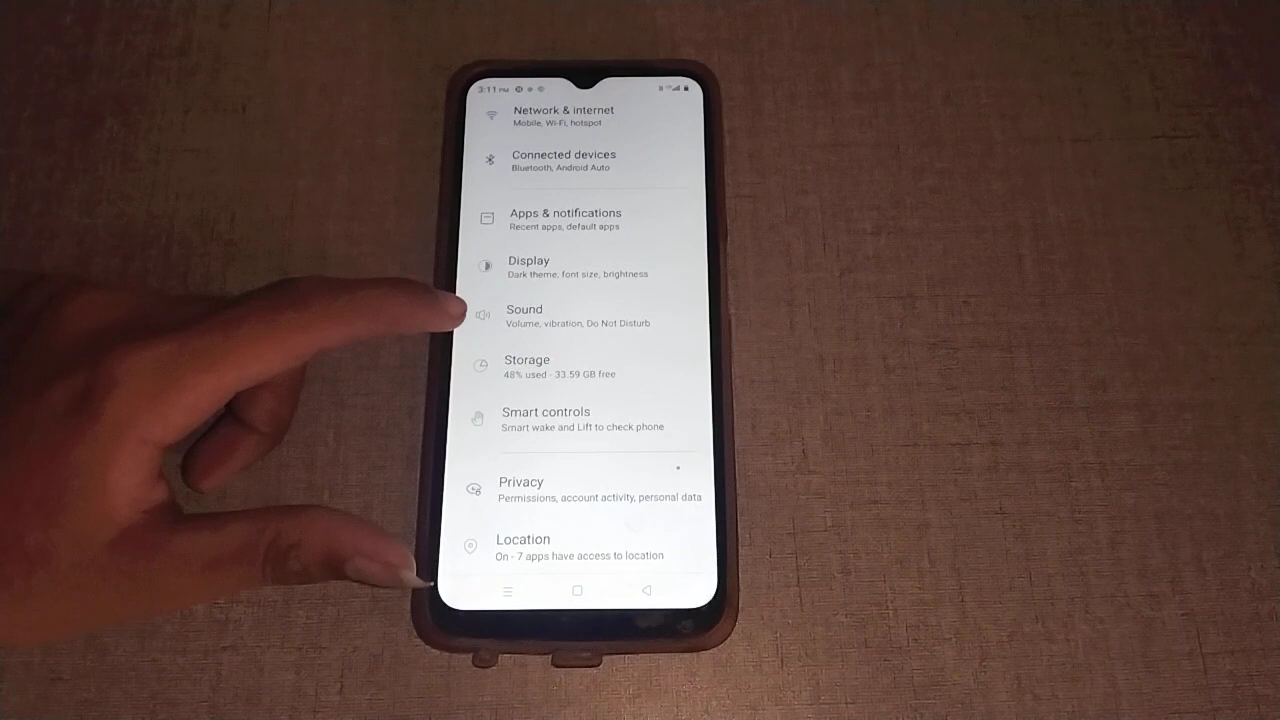 3:11 PM
Network & internet
Mobile, Wi-Fi, hotspot
Connected devices
Bluetooth, Android Auto
Apps & notifications
Recent apps, default apps
Display
Dark theme, font size, brightness
Sound
Volume, vibration, Do Not Disturb
Storage
48% used - 33.59 GB free
Smart controls
Smart wake and Lift to check phone
Privacy
Permissions, account activity, personal data
Location
On - 7 apps have access to location